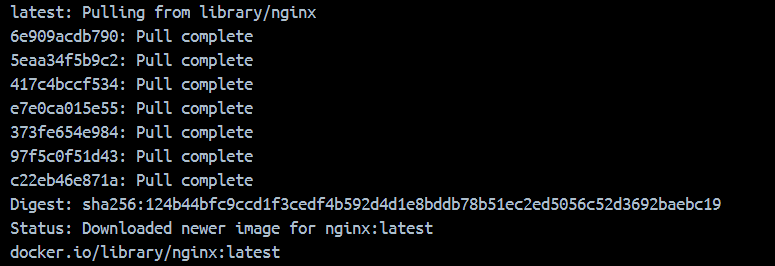 latest: Pulling from library/nginx
6e909acdb790: Pull complete
5eaa34f5b9c2: Pull complete
417c4bccf534: Pull complete
e7e0ca015e55: Pull complete
373fe654e984: Pull complete
97f5c0f51d43: Pull complete
c22eb46e871a: Pull complete
Digest: sha256:124b44bfc9ccd1f3cedf4b592d4d1e8bddb78b51ec2ed5056c52d3692baebc19
Status: Downloaded newer image for nginx:latest
docker.io/library/nginx:latest